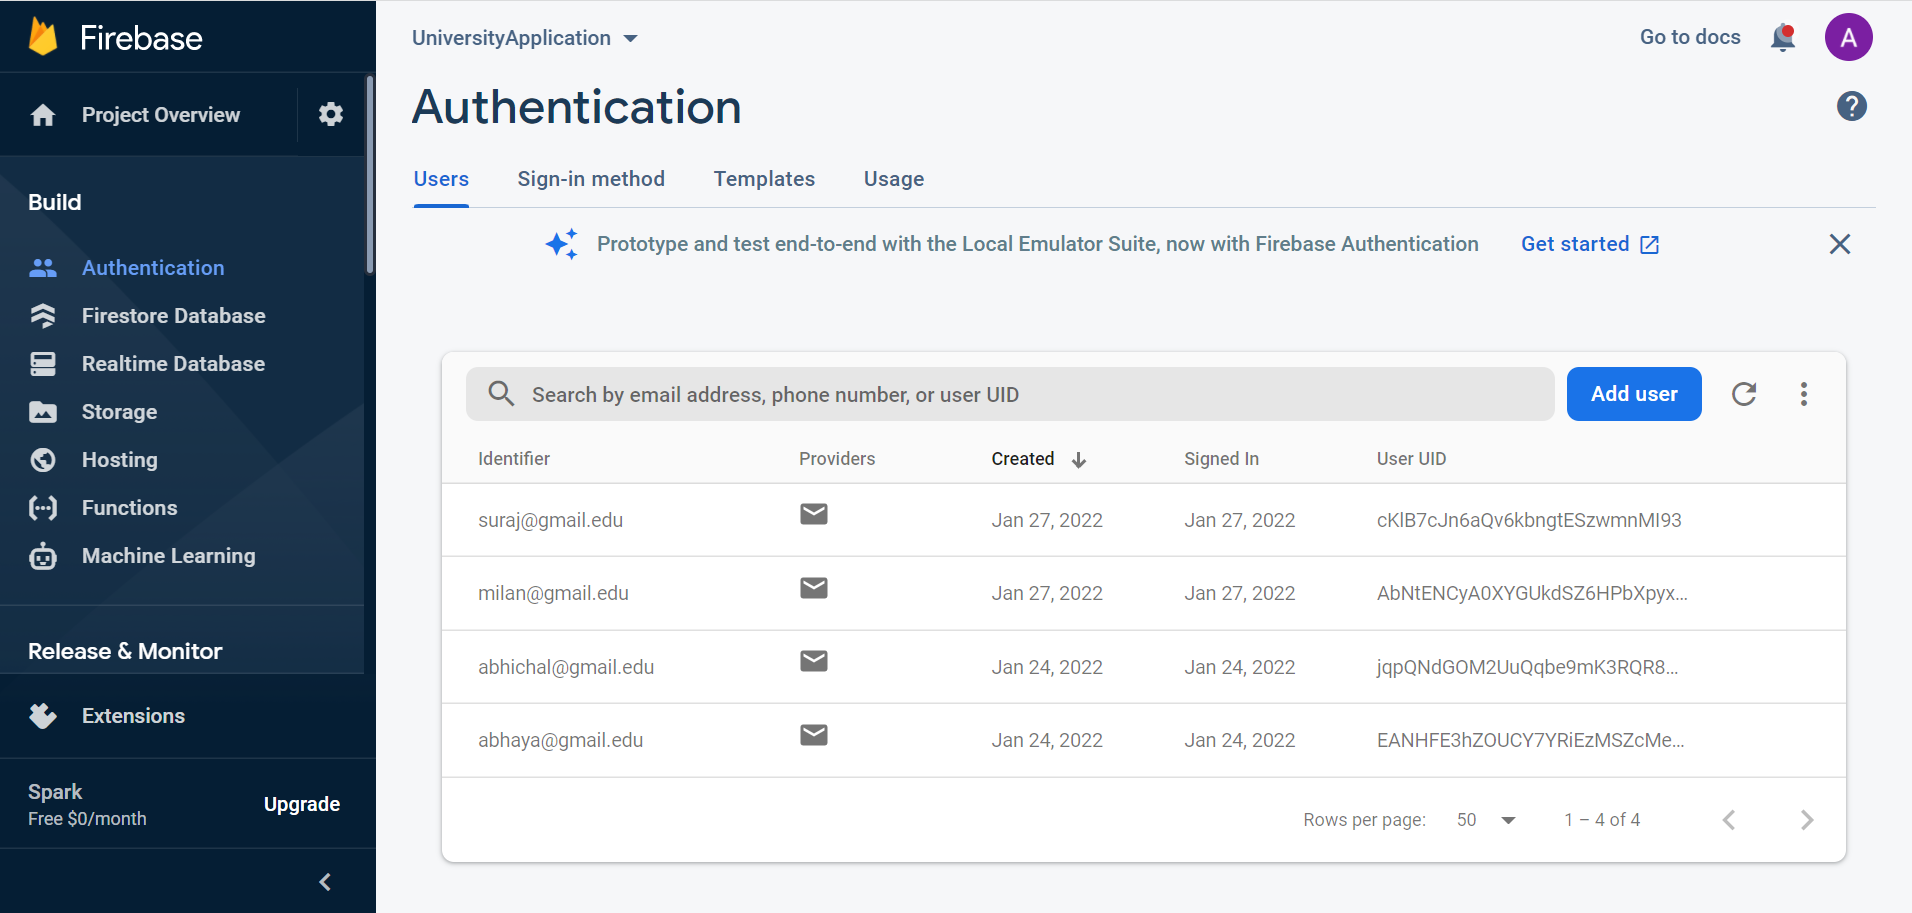 Firebase
Project Overview
Build
Authentication
Firestore Database
Realtime Database
Storage
Hosting
Functions
Machine Learning
Release & Monitor
Extensions
Spark
Free $0/month
Upgrade
UniversityApplication
Go to docs
A
Authentication
?
Users Sign-in method Templates Usage
Prototype and test end-to-end with the Local Emulator Suite, now with Firebase Authentication Get started
Search by email address, phone number, or user UID Add user
Identifier Providers Created Signed In User UID
suraj@gmail.edu Jan 27, 2022 Jan 27, 2022 cKlB7cJn6aQv6kbngtESzwmnMI93
milan@gmail.edu Jan 27, 2022 Jan 27, 2022 AbNtENCyA0XYGUkdSZ6HPbXpyx...
abhichal@gmail.edu Jan 24, 2022 Jan 24, 2022 jqpQNdGOM2UuQqbe9mK3RQR8...
abhaya@gmail.edu Jan 24, 2022 Jan 24, 2022 EANHFE3hZOUCY7YRiEzMSZcMe...
Rows per page: 50 1 – 4 of 4